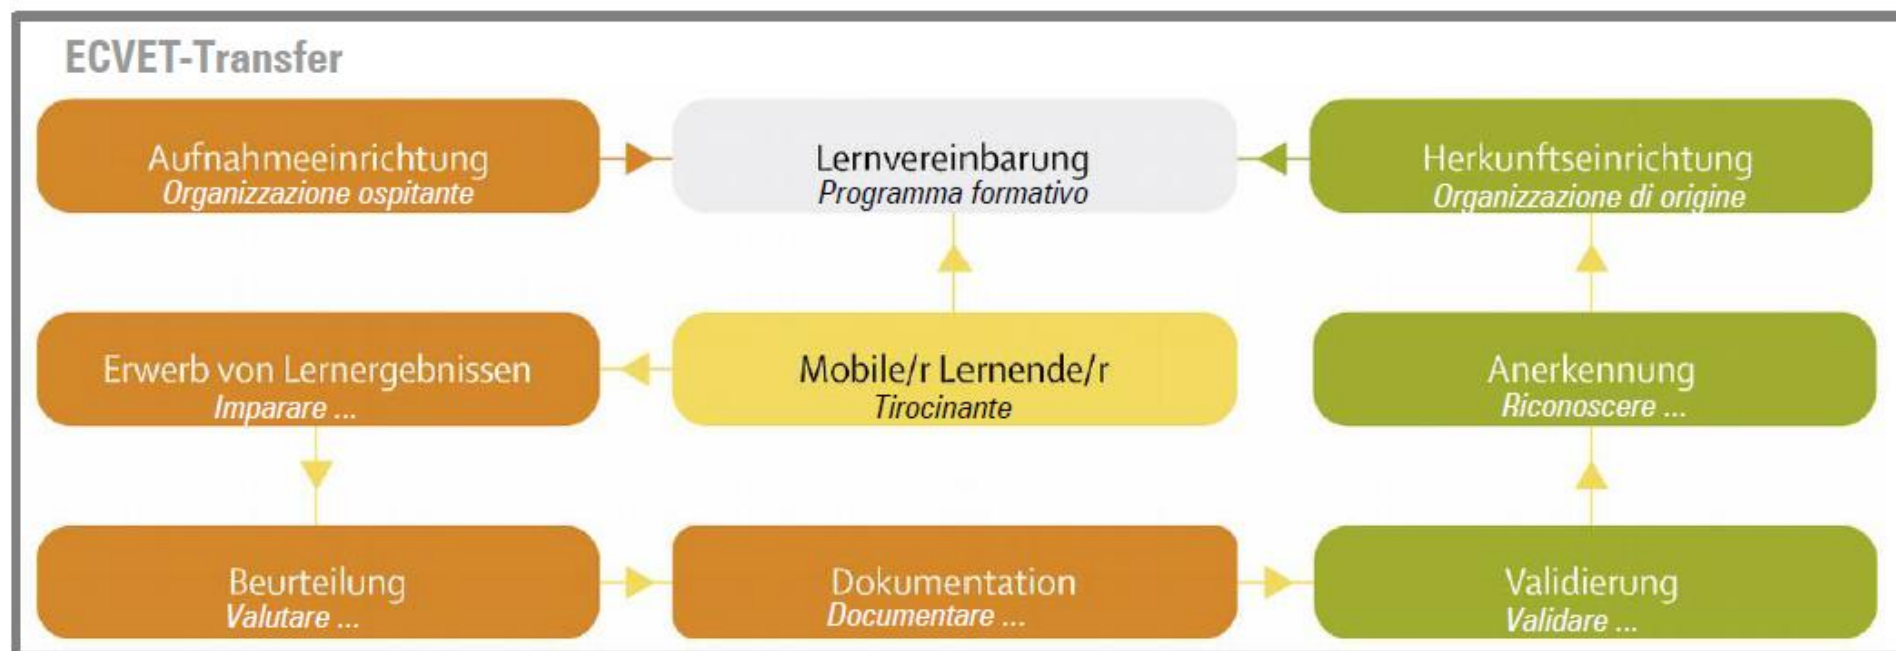 ECVET-Transfer
Aufnahmeeinrichtung
Organizzazione ospitante
Lernvereinbarung
Programma formativo
Herkunftseinrichtung
Organizzazione di origine
Erwerb von Lernergebnissen
Imparare ...
Mobile/r Lernende/r
Tirocinante
Anerkennung
Riconoscere ...
Beurteilung
Valutare ...
Dokumentation
Documentare ...
Validierung
Validare ...